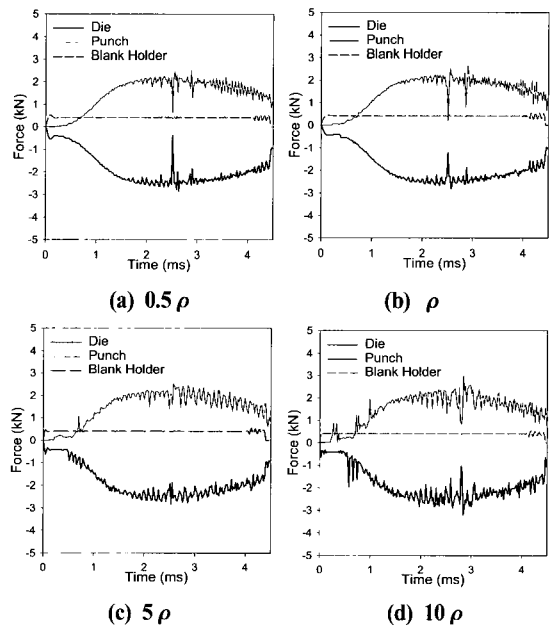 Die
Punch
Blank Holder
Force (kN)
5
4
3
2
1
0
-1
-2
-3
-4
-5
0 1 2 3 4
Time (ms)
(a) 0.5 ρ
Die
Punch
Blank Holder
Force (kN)
5
4
3
2
1
0
-1
-2
-3
-4
-5
0 1 2 3 4
Time (ms)
(b) ρ
Die
Punch
Blank Holder
Force (kN)
5
4
3
2
1
0
-1
-2
-3
-4
-5
0 1 2 3 4
Time (ms)
(c) 5 ρ
Die
Punch
Blank Holder
Force (kN)
5
4
3
2
1
0
-1
-2
-3
-4
-5
0 1 2 3 4
Time (ms)
(d) 10 ρ